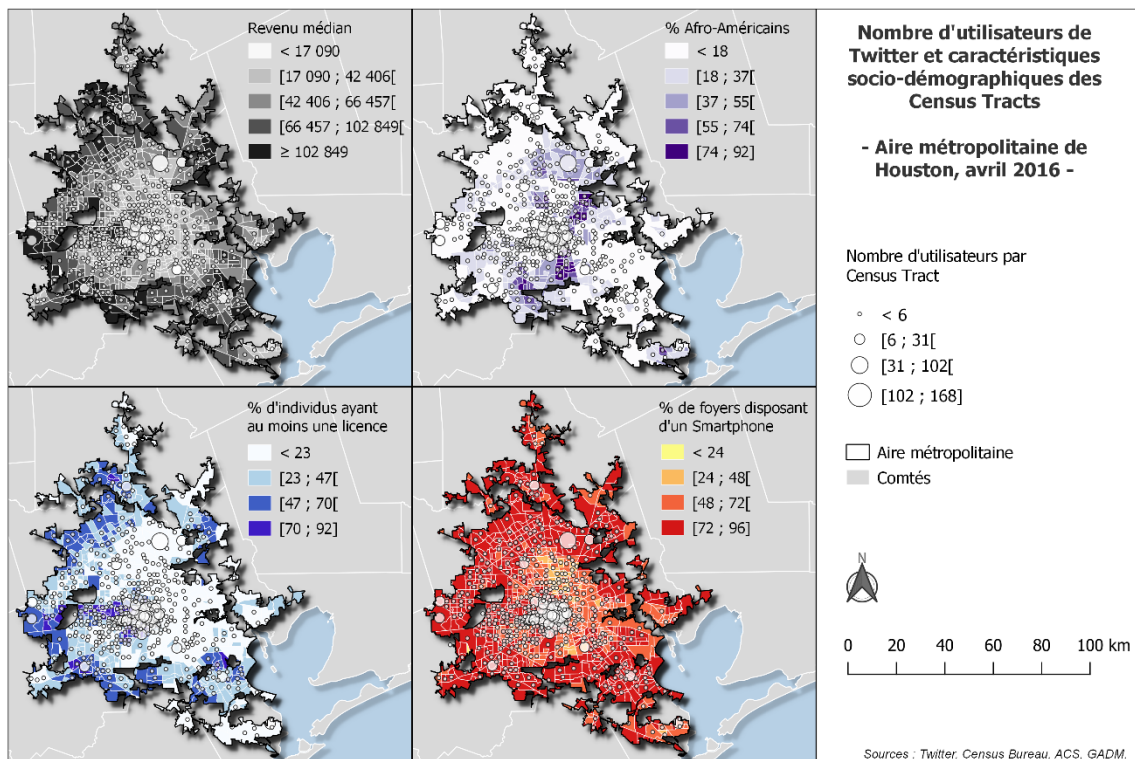 Revenu médian
< 17 090
[17 090 ; 42 406[
[42 406 ; 66 457[
[66 457 ; 102 849[
≥ 102 849
% Afro-Américains
< 18
[18 ; 37[
[37 ; 55[
[55 ; 74[
[74 ; 92]
% d'individus ayant
au moins une licence
< 23
[23 ; 47[
[47 ; 70[
[70 ; 92]
% de foyers disposant
d'un Smartphone
< 24
[24 ; 48[
[48 ; 72[
[72 ; 96]
Nombre d'utilisateurs de
Twitter et caractéristiques
socio-démographiques des
Census Tracts
- Aire métropolitaine de
Houston, avril 2016 -
Nombre d'utilisateurs par
Census Tract
< 6
[6 ; 31[
[31 ; 102[
[102 ; 168]
Aire métropolitaine
Comtés
N
0 20 40 60 80 100 km
Sources : Twitter, Census Bureau, ACS, GADM.